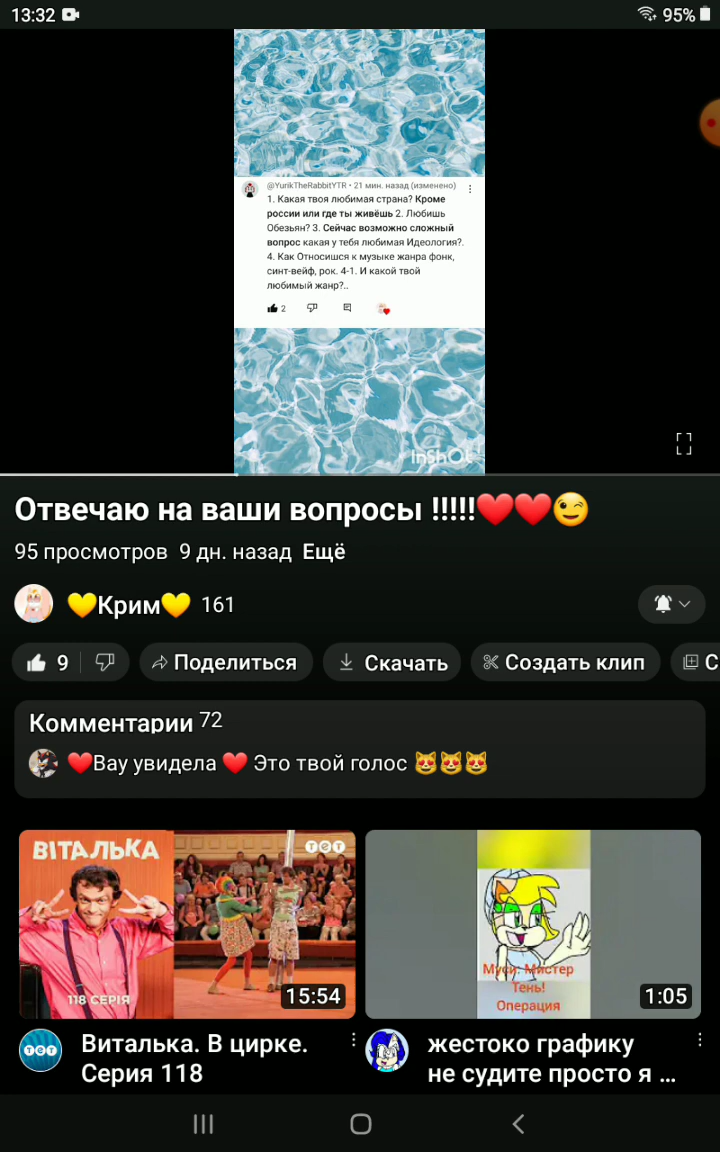 13:32
95%
@YurikTheRabbitYTR • 21 мин. назад (изменено)
1. Какая твоя любимая страна? Кроме
россии или где ты живёшь 2. Любишь
Обезьян? 3. Сейчас возможно сложный
вопрос какая у тебя любимая Идеология?.
4. Как Относишся к музыке жанра фонк,
синт-вейф, рок. 4-1. И какой твой
любимый жанр?..
2
InShOt
Отвечаю на ваши вопросы !!!!!❤️❤️😉
95 просмотров 9 дн. назад Ещё
💛Крим💛 161
9 Поделиться Скачать Создать клип С
Комментарии 72
❤️Вау увидела ❤️ Это твой голос 😻😻😻
ВІТАЛЬКА
тет
118 СЕРІЯ
15:54
Муси: Мистер
Тень!
Операция
1:05
тет
Виталька. В цирке.
Серия 118
жестоко графику
не судите просто я ...